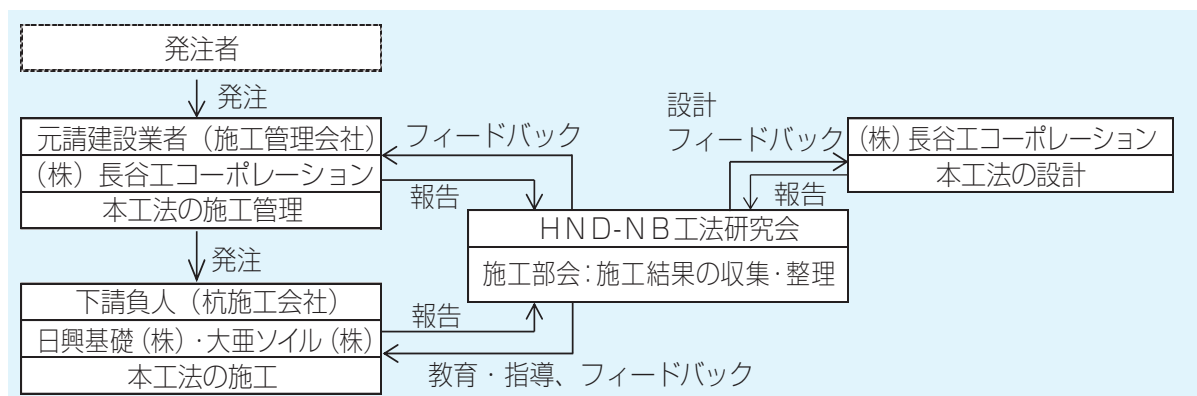 発注者
発注
元請建設業者（施工管理会社）
（株）長谷工コーポレーション
本工法の施工管理
発注
下請負人（杭施工会社）
日興基礎（株）・大亜ソイル（株）
本工法の施工
フィードバック
報告
設計
フィードバック
報告
（株）長谷工コーポレーション
本工法の設計
HND-NB工法研究会
施工部会：施工結果の収集・整理
報告
教育・指導、フィードバック